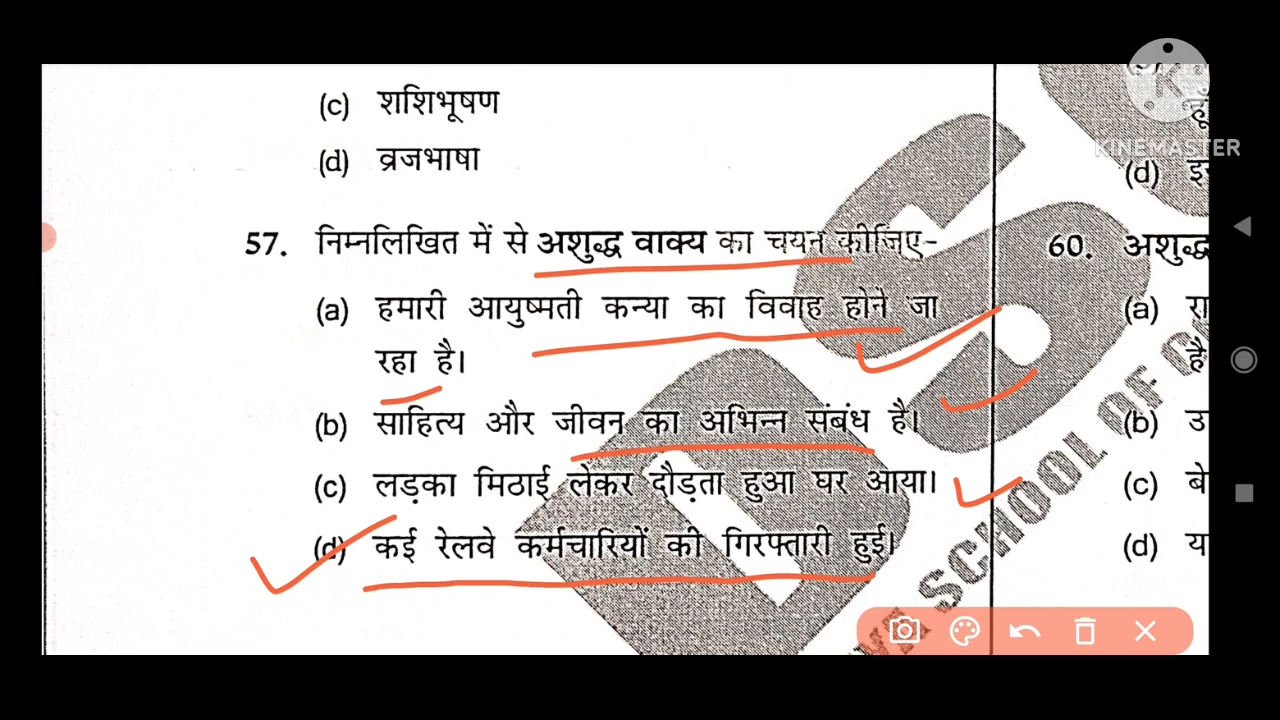 (c) शशिभूषण
(d) व्रजभाषा
57. निम्नलिखित में से अशुद्ध वाक्य का चयन कीजिए-
(a) हमारी आयुष्मती कन्या का विवाह होने जा
रहा है।
(b) साहित्य और जीवन का अभिन्न संबंध है।
(c) लड़का मिठाई लेकर दौड़ता हुआ घर आया।
(d) कई रेलवे कर्मचारियों की गिरफ्तारी हुई।
हूँ
(d)
60. अशुद्ध
(a) रा
है
(b) उ
(c) बे
(d) य
SCHOOL OF
K
KINEMASTER